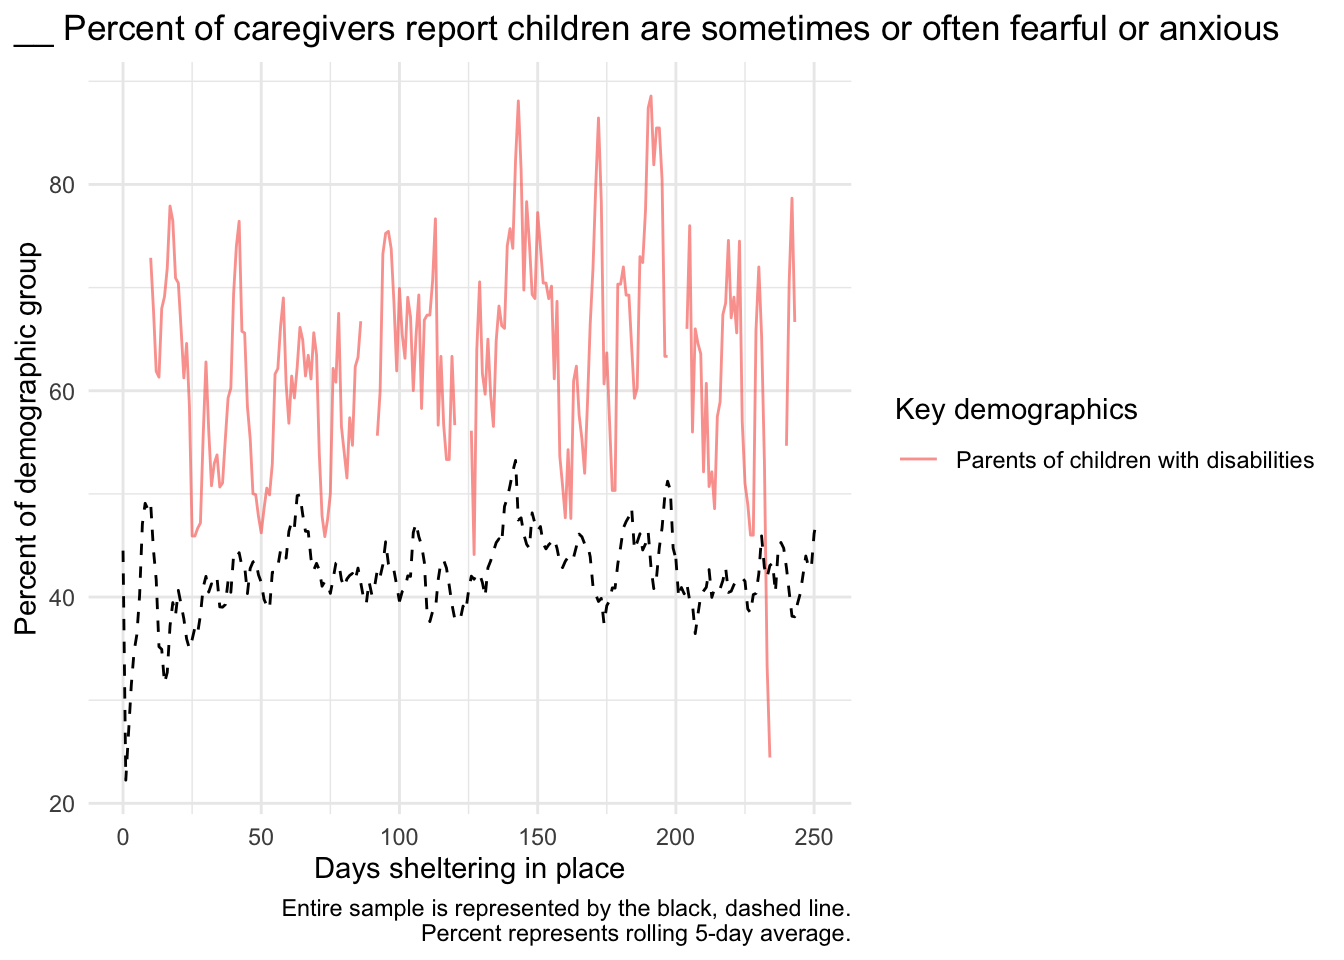 __ Percent of caregivers report children are sometimes or often fearful or anxious
Percent of demographic group
80
60
40
20
0 50 100 150 200 250
Days sheltering in place
Key demographics
Parents of children with disabilities
Entire sample is represented by the black, dashed line.
Percent represents rolling 5-day average.